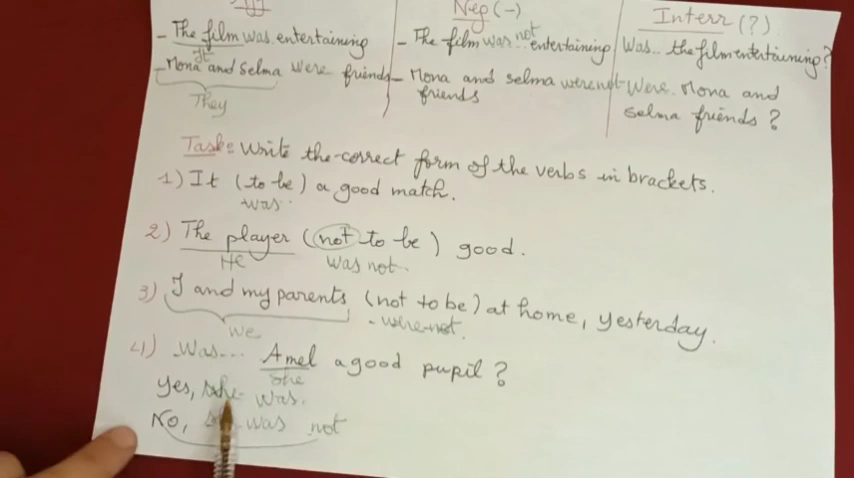 Neg (-)
Interr (?)
- The film was entertaining
It
- Mona and Selma were friends
They
- The film was not entertaining
- Mona and selma were not
friends
Was.. the film entertaining?
Were. Mona and
selma friends?
Task: Write the correct form of the verbs in brackets.
1) It (to be) a good match.
was.
2) The player (not to be) good.
He was not.
3) I and my parents (not to be) at home, yesterday.
we - were not.
4) Was... Amel a good pupil?
She
Yes, she was.
No, was not